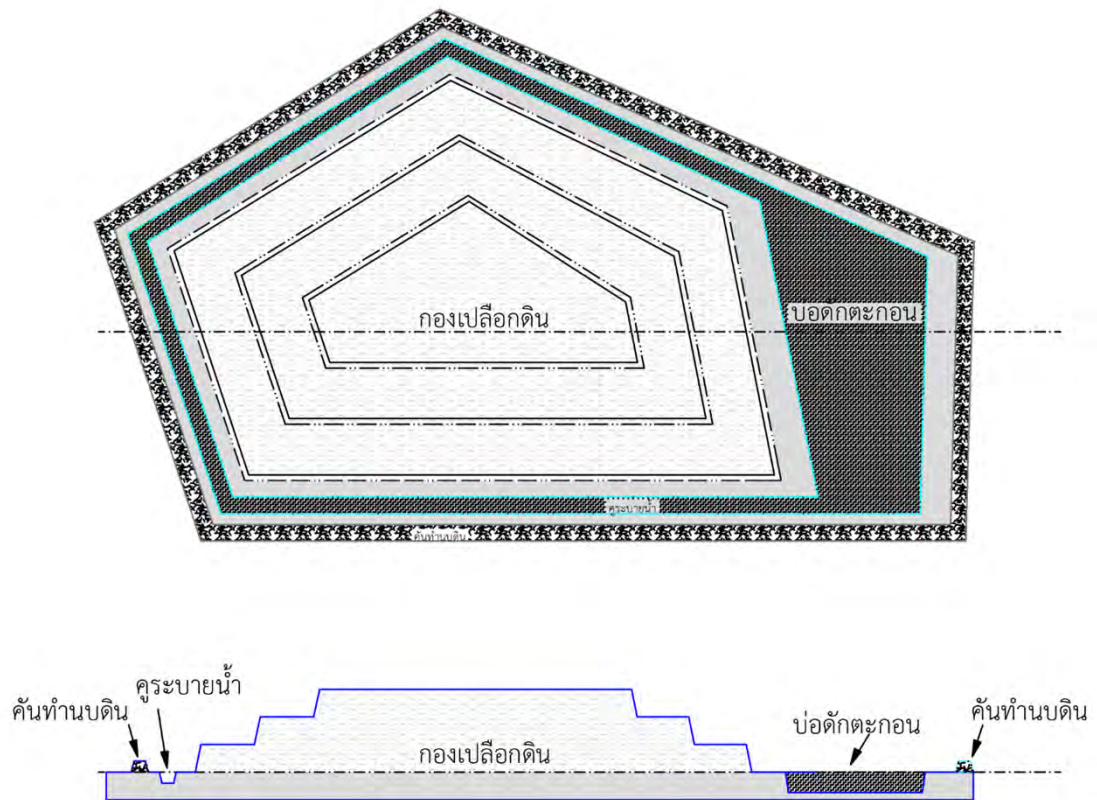 กองเปลือกดิน
บ่อดักตะกอน
คูระบายน้ำ
คันทำนบดิน
คูระบายน้ำ
คันทำนบดิน
บ่อดักตะกอน
คันทำนบดิน
กองเปลือกดิน